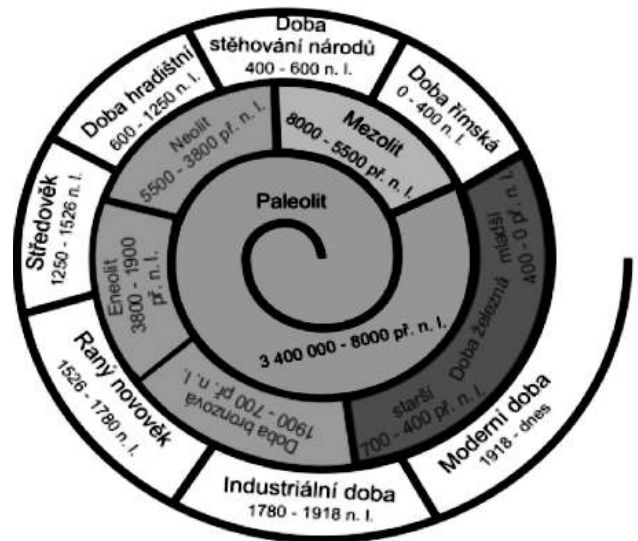 Paleolit
3 400 000 - 8000 př. n. l.
Mezolit
8000 - 5500 př. n. l.
Neolit
5500 - 3800 př. n. l.
Eneolit
3800 - 1900
př. n. l.
Doba bronzová
1900 - 700 př. n. l.
Doba železná
starší
700 - 400 př. n. l.
mladší
400 - 0 př. n. l.
Doba římská
0 - 400 n. l.
Doba
stěhování národů
400 - 600 n. l.
Doba hradištní
600 - 1250 n. l.
Středověk
1250 - 1526 n. l.
Raný novověk
1526 - 1780 n. l.
Industriální doba
1780 - 1918 n. l.
Moderní doba
1918 - dnes